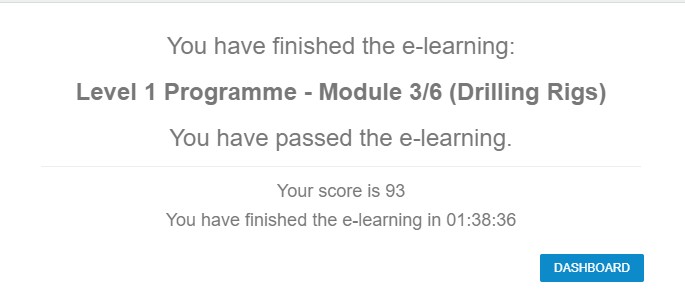 You have finished the e-learning:
Level 1 Programme - Module 3/6 (Drilling Rigs)
You have passed the e-learning.
Your score is 93
You have finished the e-learning in 01:38:36
DASHBOARD